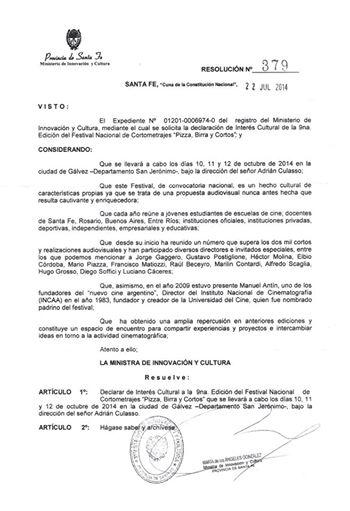 Provincia de Santa Fe
Ministerio de Innovación y Cultura
RESOLUCIÓN Nº 379
SANTA FE, "Cuna de la Constitución Nacional", 22 JUL 2014
V I S T O :
El Expediente Nº 01201-0006974-0 del registro del Ministerio de
Innovación y Cultura, mediante el cual se solicita la declaración de Interés Cultural de la 9na.
Edición del Festival Nacional de Cortometrajes "Pizza, Birra y Cortos"; y
CONSIDERANDO:
Que se llevará a cabo los días 10, 11 y 12 de octubre de 2014 en la
ciudad de Gálvez –Departamento San Jerónimo-, bajo la dirección del señor Adrián Culasso;
Que este Festival, de convocatoria nacional, es un hecho cultural de
características propias ya que se trata de una propuesta audiovisual nunca antes hecha que
resulta cautivante y enriquecedora;
que cada año reúne a jóvenes estudiantes de escuelas de cine, docentes
de Santa Fe, Rosario, Buenos Aires, Entre Ríos; instituciones oficiales, instituciones privadas,
deportivas, independientes, empresariales y educativas;
que desde su inicio ha reunido un número que supera los dos mil cortos
y realizaciones audiovisuales y han participado diversos directores e invitados especiales, entre
los que podemos mencionar a Jorge Gaggero, Gustavo Postiglione, Héctor Molina, Elbio
Córdoba, Mario Piazza, Francisco Matiozzi, Raúl Beceyro, Marilin Contardi, Alfredo Scaglia,
Hugo Grosso, Diego Soffici y Luciano Cáceres;
Que, asimismo, en el año 2009 estuvo presente Manuel Antín, uno de los
fundadores del "nuevo cine argentino", Director del Instituto Nacional de Cinematografía
(INCAA) en el año 1983, fundador y creador de la Universidad del Cine, quien fue nombrado
padrino del festival;
Que ha obtenido una amplia repercusión en anteriores ediciones y
constituye un espacio de encuentro para compartir experiencias y proyectos e intercambiar
ideas en torno a la actividad cinematográfica;
Atento a ello;
LA MINISTRA DE INNOVACIÓN Y CULTURA
R e s u e l v e :
ARTÍCULO 1º: Declarar de Interés Cultural a la 9na. Edición del Festival Nacional de
Cortometrajes "Pizza, Birra y Cortos" que se llevará a cabo los días 10, 11
y 12 de octubre de 2014 en la ciudad de Gálvez –Departamento San Jerónimo-, bajo la
dirección del señor Adrián Culasso.
ARTÍCULO 2º: Hágase saber y archívese.
MARÍA de los ÁNGELES GONZÁLEZ
Ministra de Innovación y Cultura
PROVINCIA DE SANTA FE